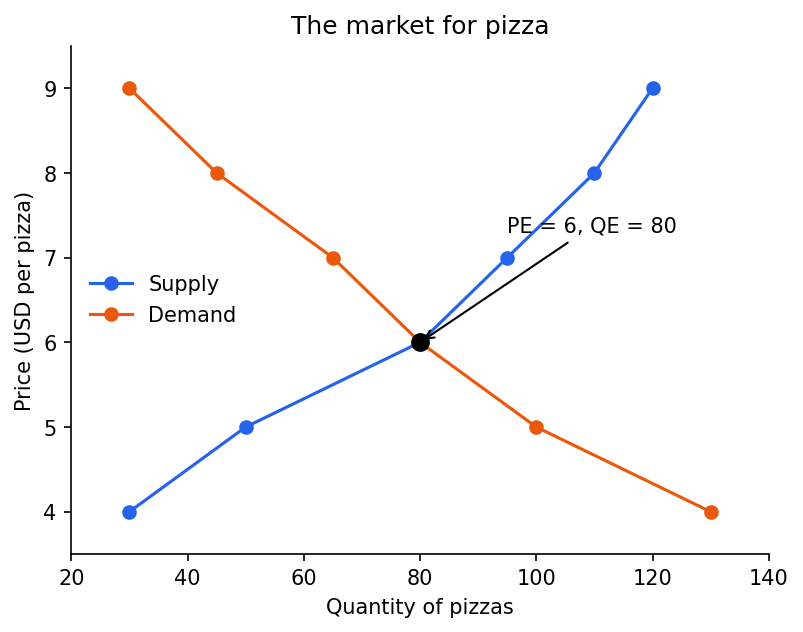 The market for pizza
Price (USD per pizza)
9
8
7
6
5
4
PE = 6, QE = 80
Supply
Demand
20 40 60 80 100 120 140
Quantity of pizzas